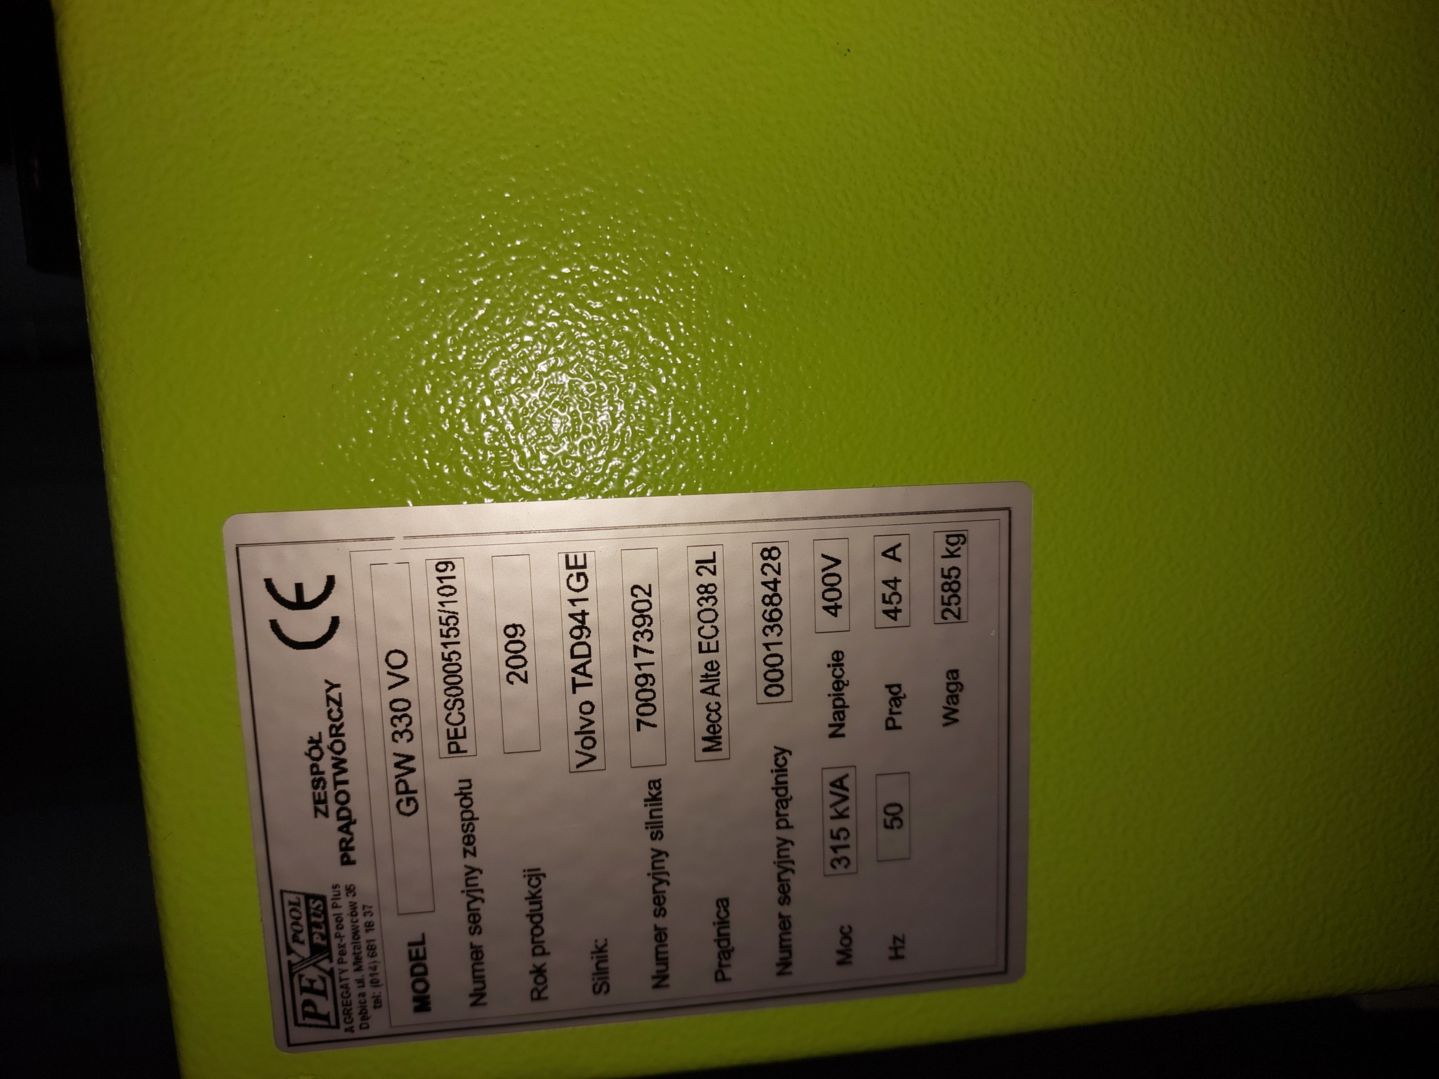 PEX POOL PLUS
AGREGATY Pex-Pool Plus
Dębica ul. Metalowców 35
tel: (014) 681 18 37
ZESPÓŁ
PRĄDOTWÓRCZY
CE
MODEL GPW 330 VO
Numer seryjny zespołu PECS0005155/1019
Rok produkcji 2009
Silnik: Volvo TAD941GE
Numer seryjny silnika 7009173902
Prądnica Mecc Alte ECO38 2L
Numer seryjny prądnicy 0001368428
Moc 315 kVA Napięcie 400V
Hz 50 Prąd 454 A
Waga 2585 kg